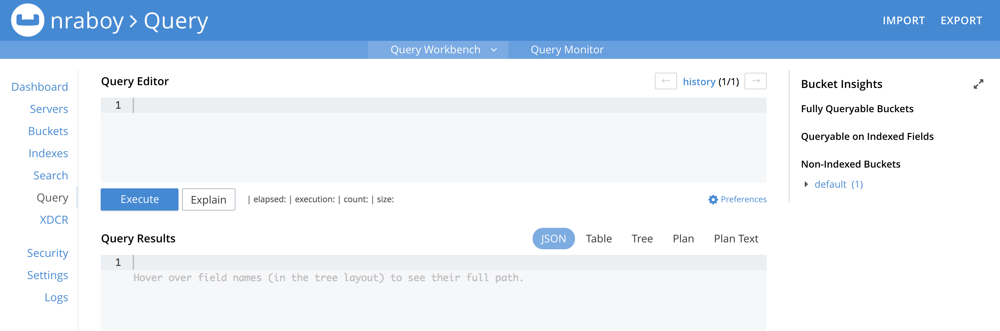 nraboy > Query
IMPORT EXPORT
Query Workbench Query Monitor
Dashboard
Servers
Buckets
Indexes
Search
Query
XDCR
Security
Settings
Logs
Query Editor
← history (1/1) →
1
Execute Explain | elapsed: | execution: | count: | size:
Preferences
Query Results
JSON Table Tree Plan Plan Text
1
Hover over field names (in the tree layout) to see their full path.
Bucket Insights
Fully Queryable Buckets
Queryable on Indexed Fields
Non-Indexed Buckets
default (1)